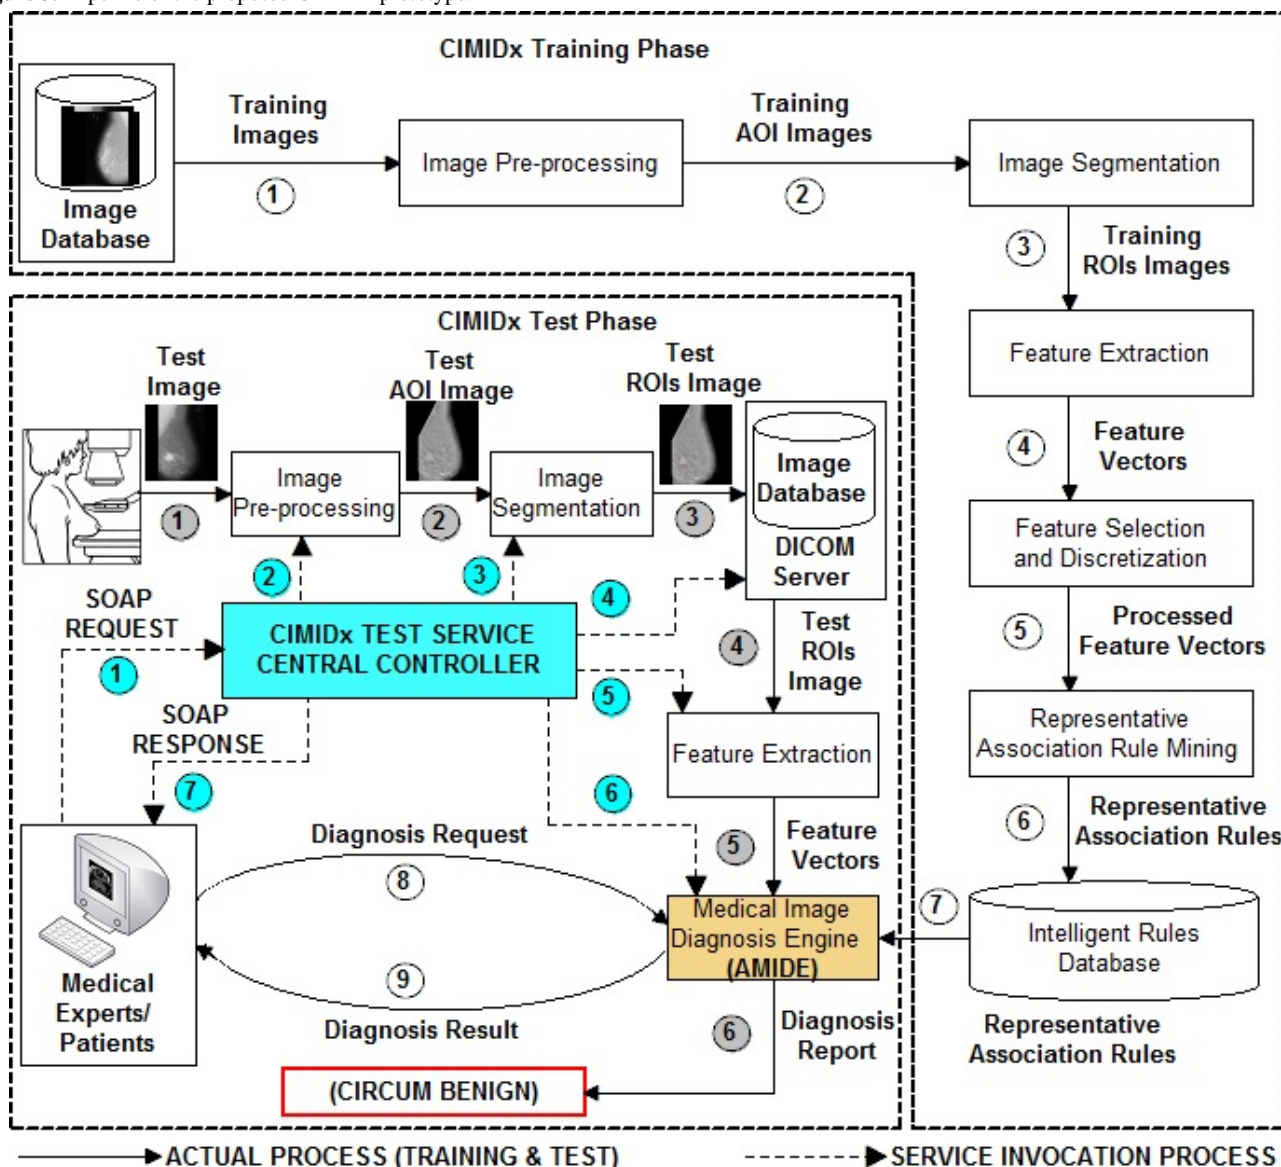 CIMIDx Training Phase
Image
Database
Training
Images
1
Image Pre-processing
Training
AOI Images
2
Image Segmentation
3
Training
ROIs Images
Feature Extraction
4
Feature
Vectors
Feature Selection
and Discretization
5
Processed
Feature Vectors
Representative
Association Rule Mining
6
Representative
Association Rules
Intelligent Rules
Database
7
Representative
Association Rules
CIMIDx Test Phase
Test
Image
1
Image
Pre-processing
Test
AOI Image
2
Image
Segmentation
Test
ROIs Image
3
Image
Database
DICOM
Server
2
3
4
SOAP
REQUEST
1
CIMIDx TEST SERVICE
CENTRAL CONTROLLER
4
Test
ROIs
Image
5
SOAP
RESPONSE
7
Feature Extraction
6
5
Feature
Vectors
Diagnosis Request
8
Medical Image
Diagnosis Engine
(AMIDE)
9
Diagnosis Result
Medical
Experts/
Patients
6
Diagnosis
Report
(CIRCUM BENIGN)
ACTUAL PROCESS (TRAINING & TEST)
SERVICE INVOCATION PROCESS